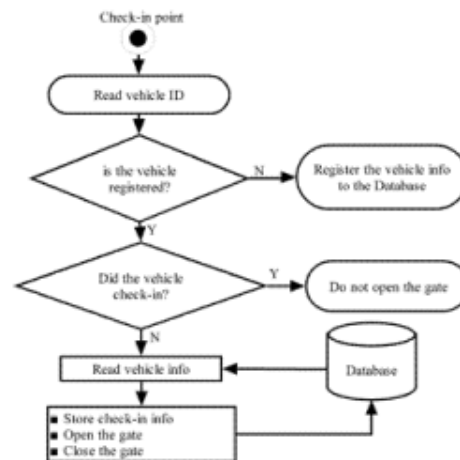 Check-in point
Read vehicle ID
is the vehicle
registered?
N
Register the vehicle info
to the Database
Y
Did the vehicle
check-in?
Y
Do not open the gate
N
Read vehicle info
Database
■ Store check-in info
■ Open the gate
■ Close the gate